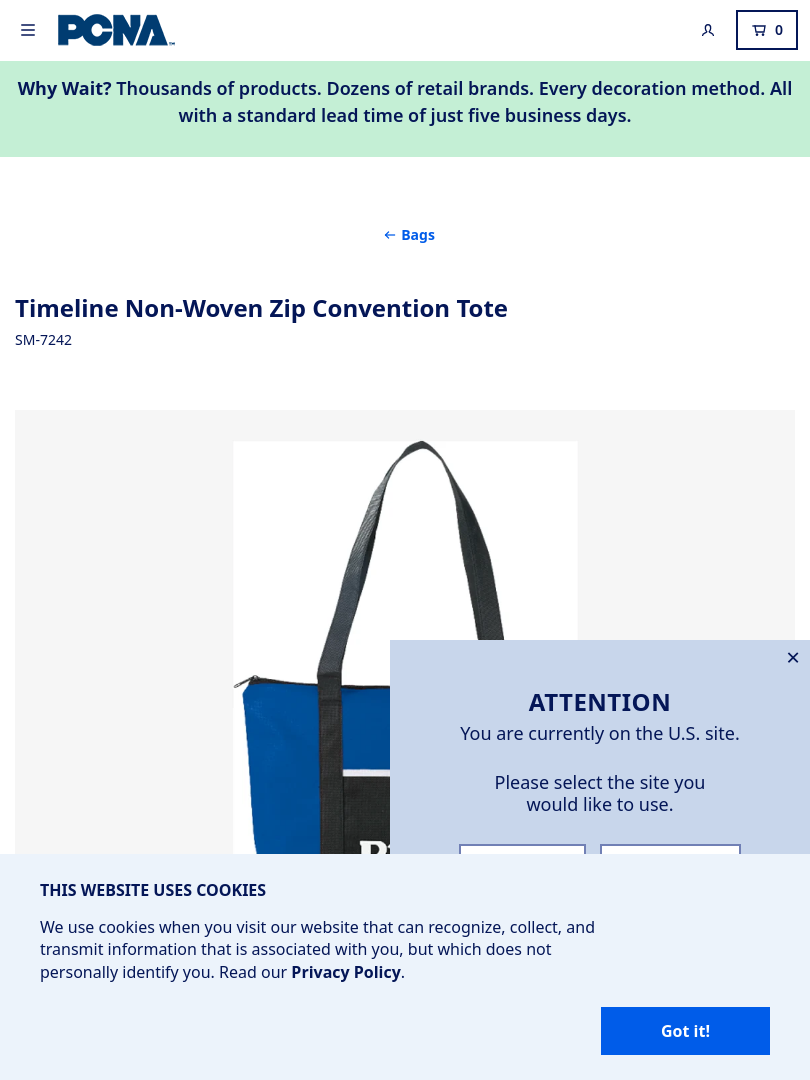 PCNA
0
Why Wait? Thousands of products. Dozens of retail brands. Every decoration method. All
with a standard lead time of just five business days.
Bags
Timeline Non-Woven Zip Convention Tote
SM-7242
ATTENTION
You are currently on the U.S. site.
Please select the site you
would like to use.
THIS WEBSITE USES COOKIES
We use cookies when you visit our website that can recognize, collect, and
transmit information that is associated with you, but which does not
personally identify you. Read our Privacy Policy.
Got it!